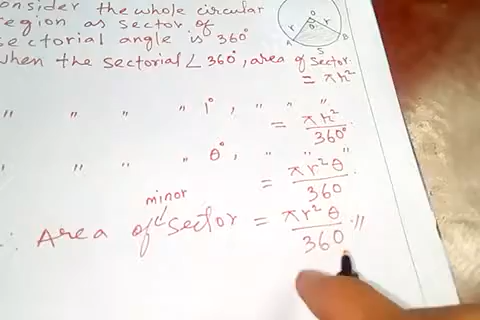 onsider the whole circular
region as sector of
sectorial angle is 360°
when the sectorial ∠ 360°, area of sector
= πr²
" " " " 1°, " " "
= πr²/360°
" " " " θ°, " " "
= πr²θ/360
minor
∴ Area of sector = πr²θ/360 //
O
r θ r
A B
S